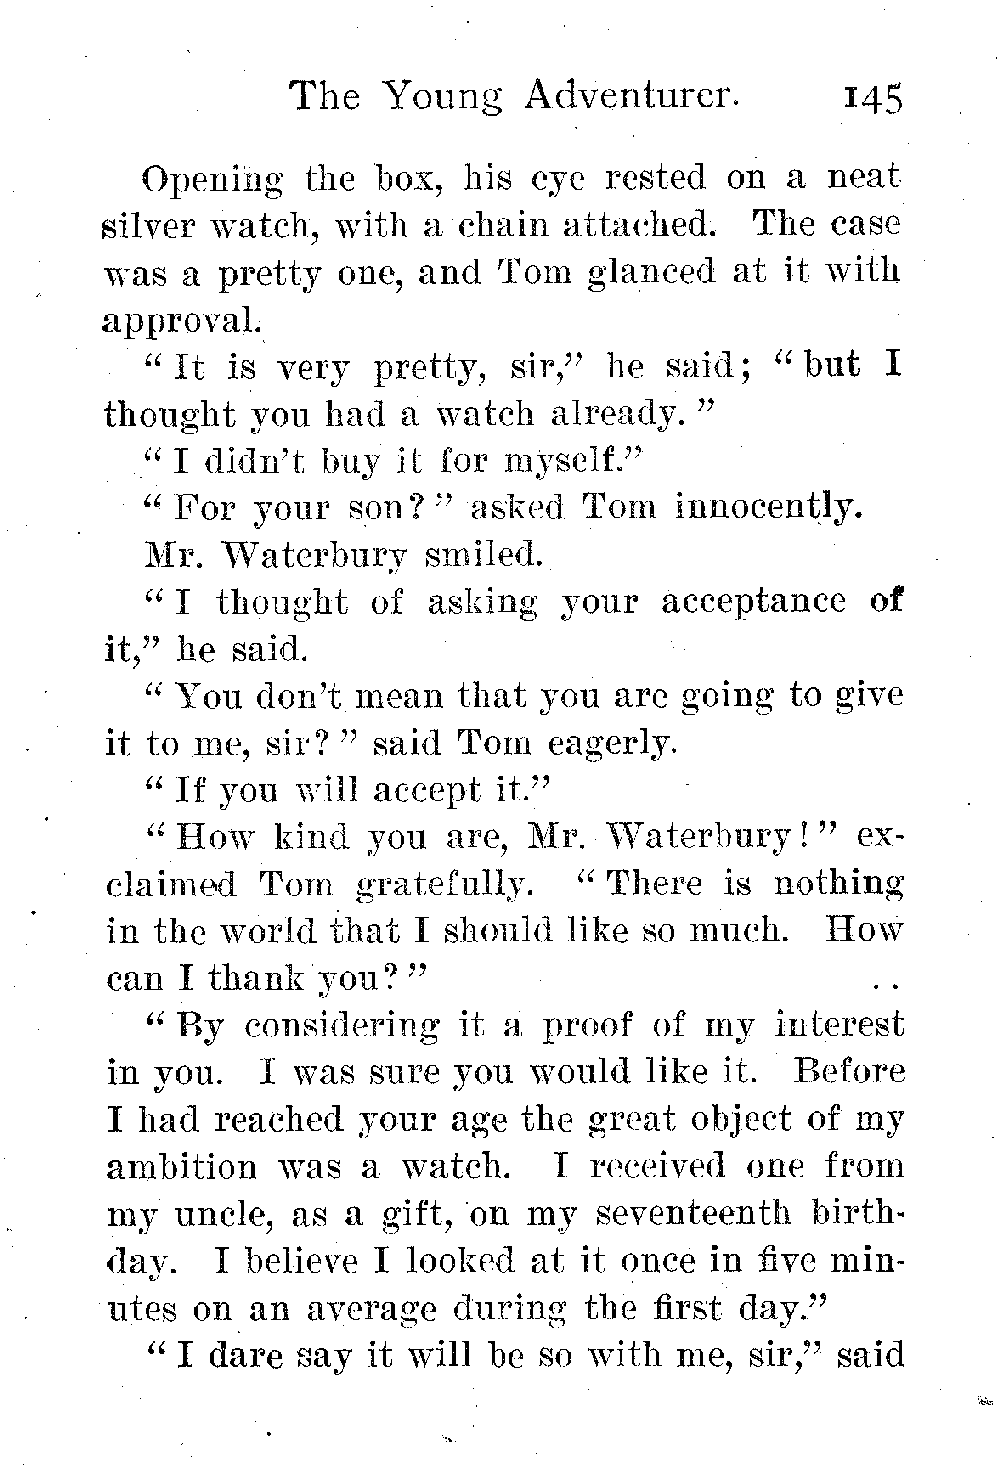 The Young Adventurer. 145
Opening the box, his eye rested on a neat
silver watch, with a chain attached. The case
was a pretty one, and Tom glanced at it with
approval.
“ It is very pretty, sir,” he said; “ but I
thought you had a watch already. ”
“ I didn’t buy it for myself.”
“ For your son? ” asked Tom innocently.
Mr. Waterbury smiled.
“ I thought of asking your acceptance of
it,” he said.
“ You don’t mean that you are going to give
it to me, sir? ” said Tom eagerly.
“ If you will accept it.”
“ How kind you are, Mr. Waterbury! ” ex-
claimed Tom gratefully. “ There is nothing
in the world that I should like so much. How
can I thank you? ”
“ By considering it a proof of my interest
in you. I was sure you would like it. Before
I had reached your age the great object of my
ambition was a watch. I received one from
my uncle, as a gift, on my seventeenth birth-
day. I believe I looked at it once in five min-
utes on an average during the first day.”
“ I dare say it will be so with me, sir,” said